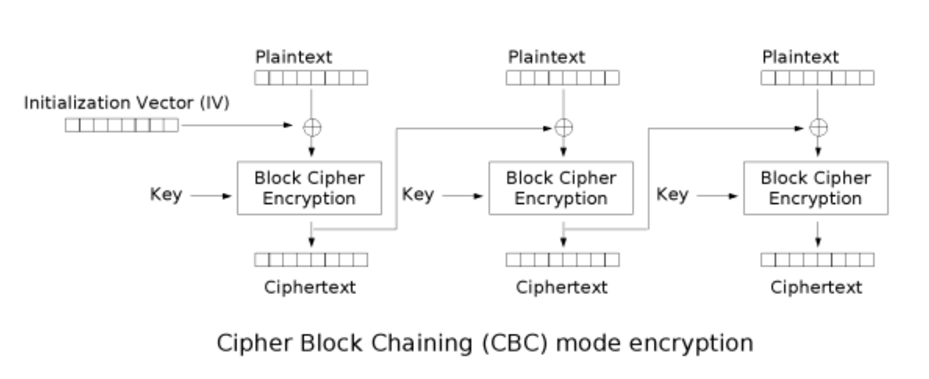 Plaintext
Plaintext
Plaintext
Initialization Vector (IV)
Key
Block Cipher
Encryption
Key
Block Cipher
Encryption
Key
Block Cipher
Encryption
Ciphertext
Ciphertext
Ciphertext
Cipher Block Chaining (CBC) mode encryption